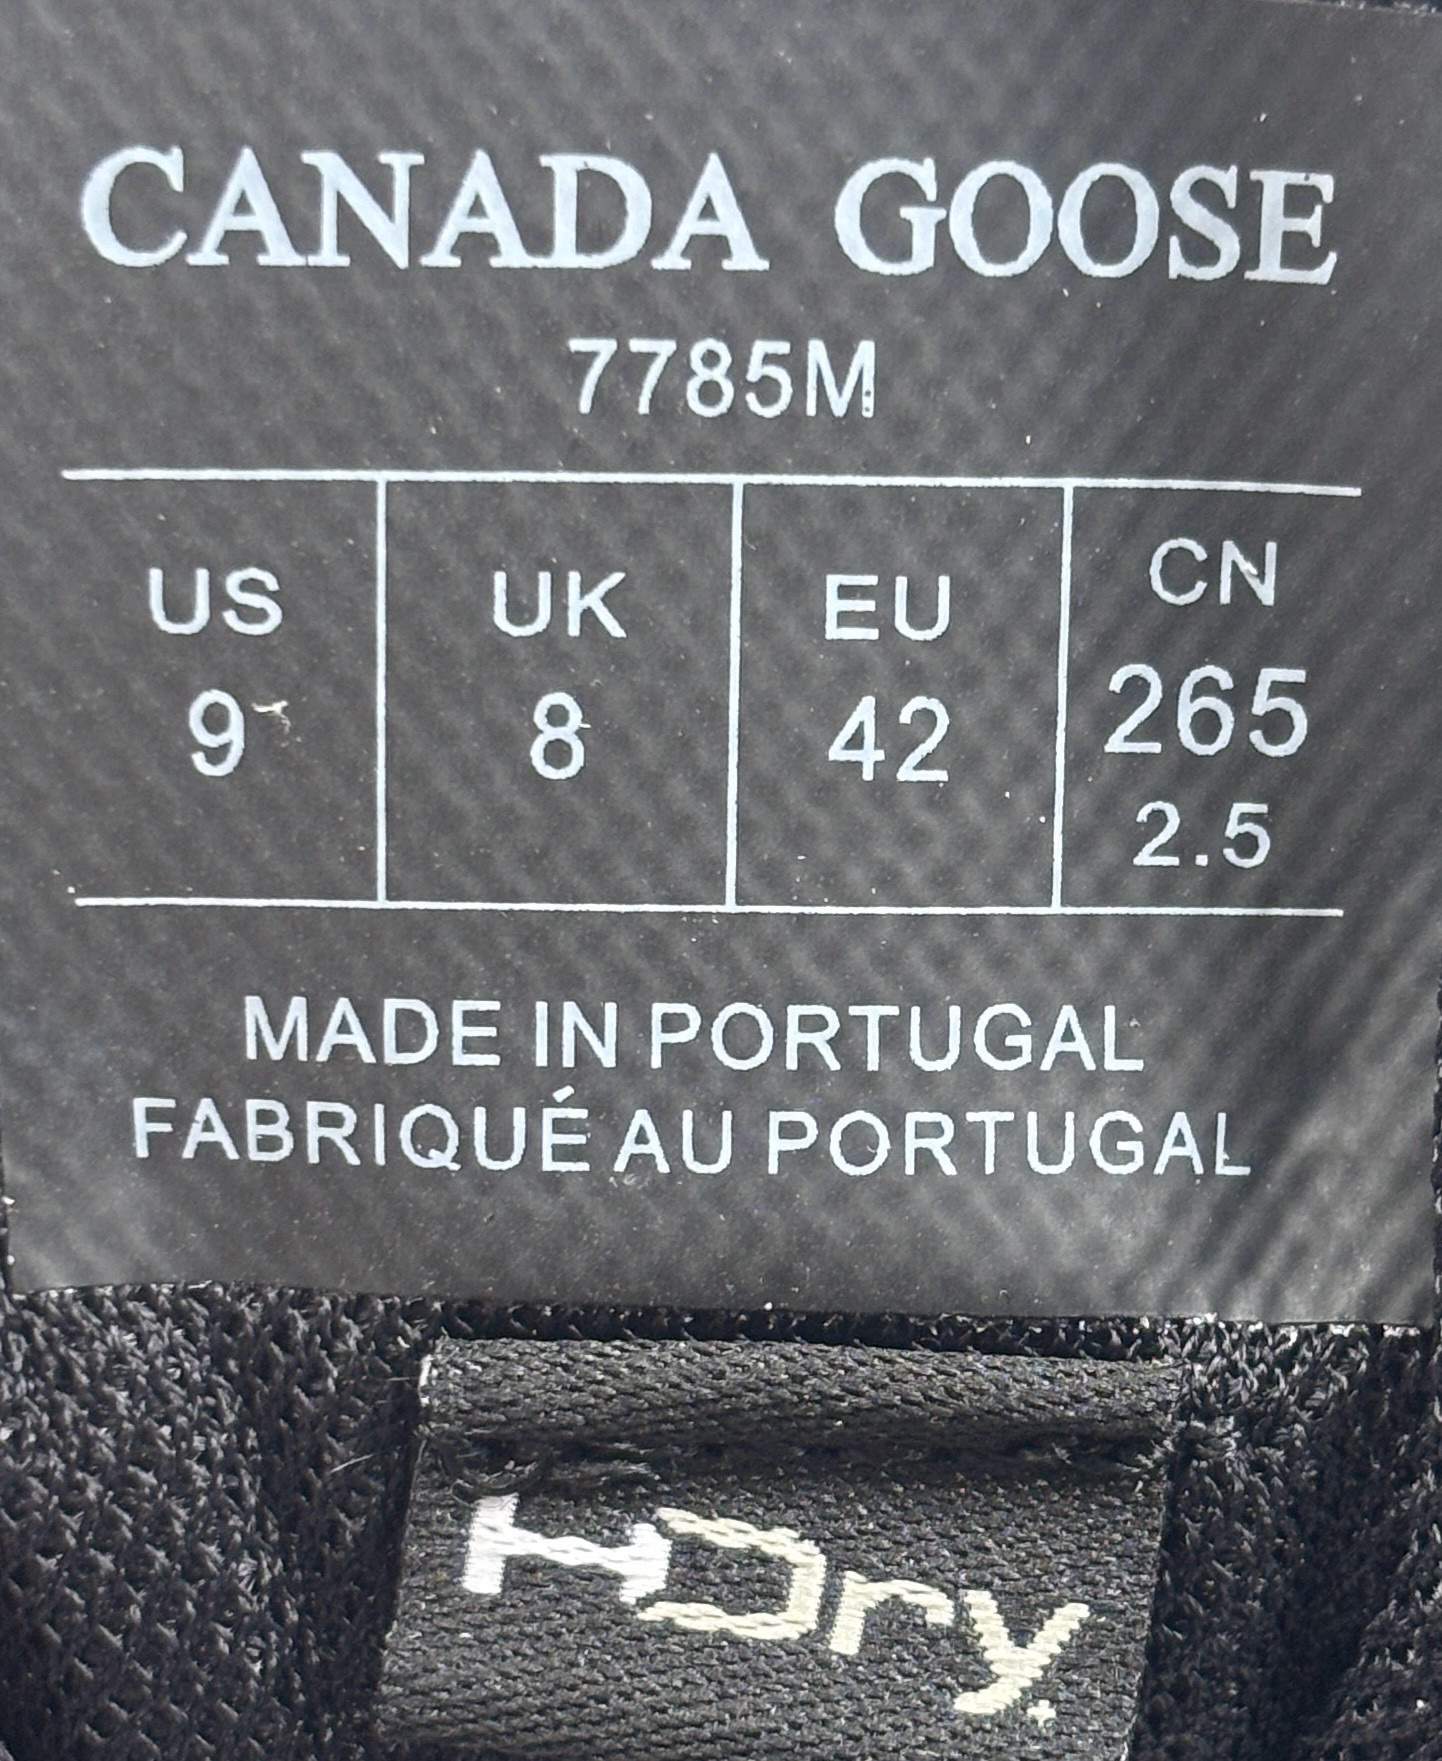 CANADA GOOSE
7785M
US UK EU CN
9 8 42 265
2.5
MADE IN PORTUGAL
FABRIQUÉ AU PORTUGAL
HDry